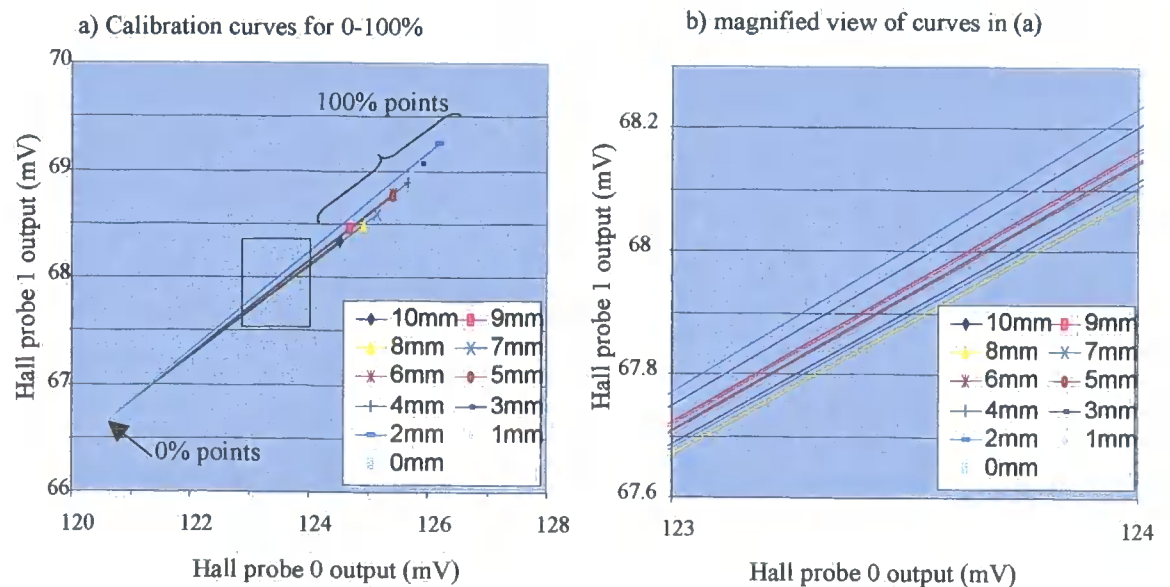 a) Calibration curves for 0-100%
70
69
68
67
66
120
122
124
126
128
Hall probe 1 output (mV)
Hall probe 0 output (mV)
100% points
0% points
10mm 9mm
8mm 7mm
6mm 5mm
4mm 3mm
2mm 1mm
0mm
b) magnified view of curves in (a)
68.2
68
67.8
67.6
123
124
Hall probe 1 output (mV)
Hall probe 0 output (mV)
10mm 9mm
8mm 7mm
6mm 5mm
4mm 3mm
2mm 1mm
0mm